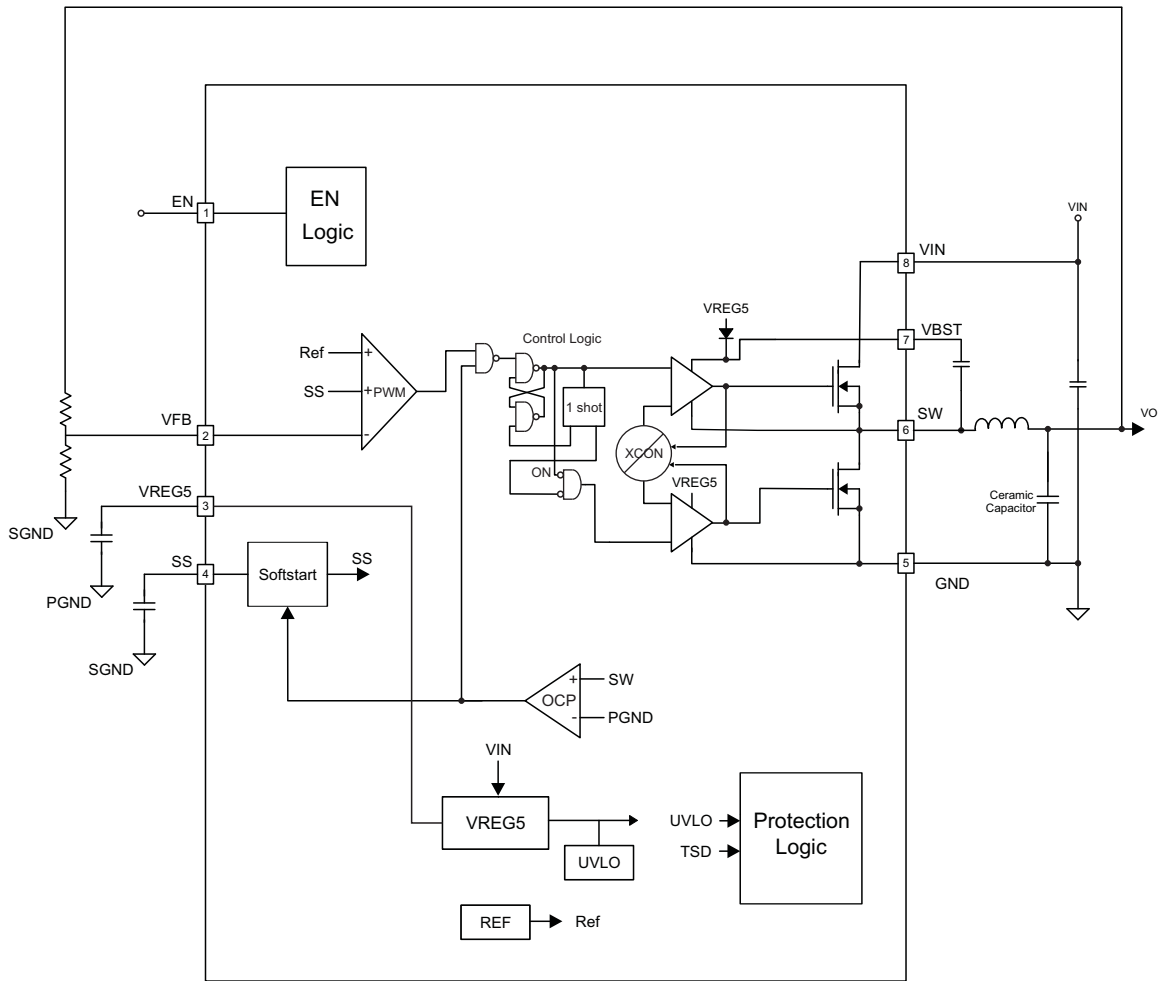 EN
1
EN
Logic
VIN
VIN
8
VREG5
VBST
7
Control Logic
Ref
+
SS
+
PWM
-
1 shot
VFB
2
SW
6
VO
XCON
ON
VREG5
Ceramic
Capacitor
VREG5
3
SGND
SS
4
Softstart
SS
5
GND
PGND
SGND
+
SW
OCP
-
PGND
VIN
VREG5
UVLO
UVLO
TSD
Protection
Logic
REF
Ref